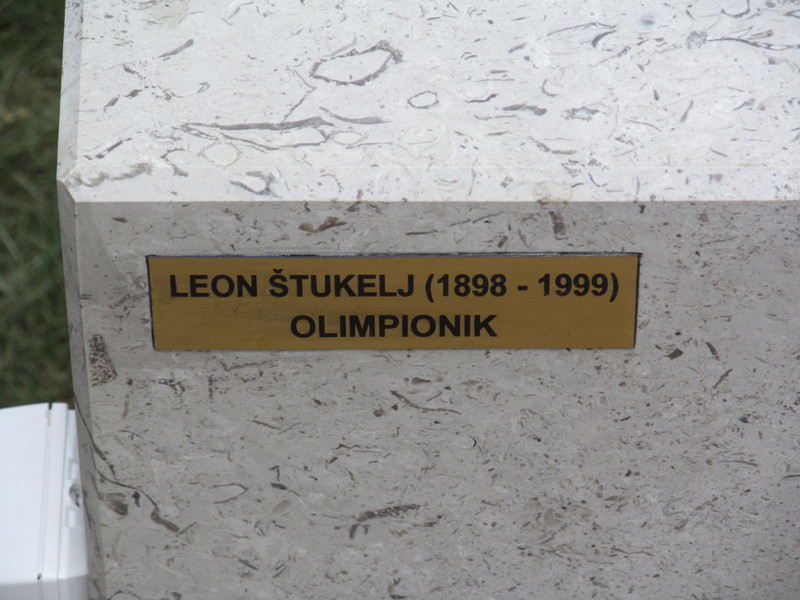 LEON ŠTUKELJ (1898 - 1999)
OLIMPIONIK